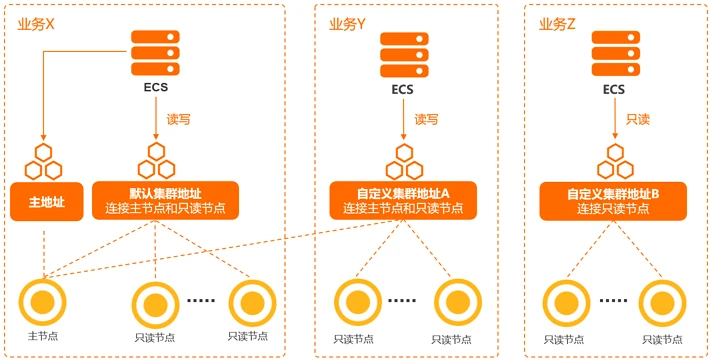 业务X
业务Y
业务Z
ECS
ECS
ECS
读写
读写
只读
主地址
默认集群地址
连接主节点和只读节点
自定义集群地址A
连接主节点和只读节点
自定义集群地址B
连接只读节点
主节点
只读节点
只读节点
只读节点
只读节点
只读节点
只读节点